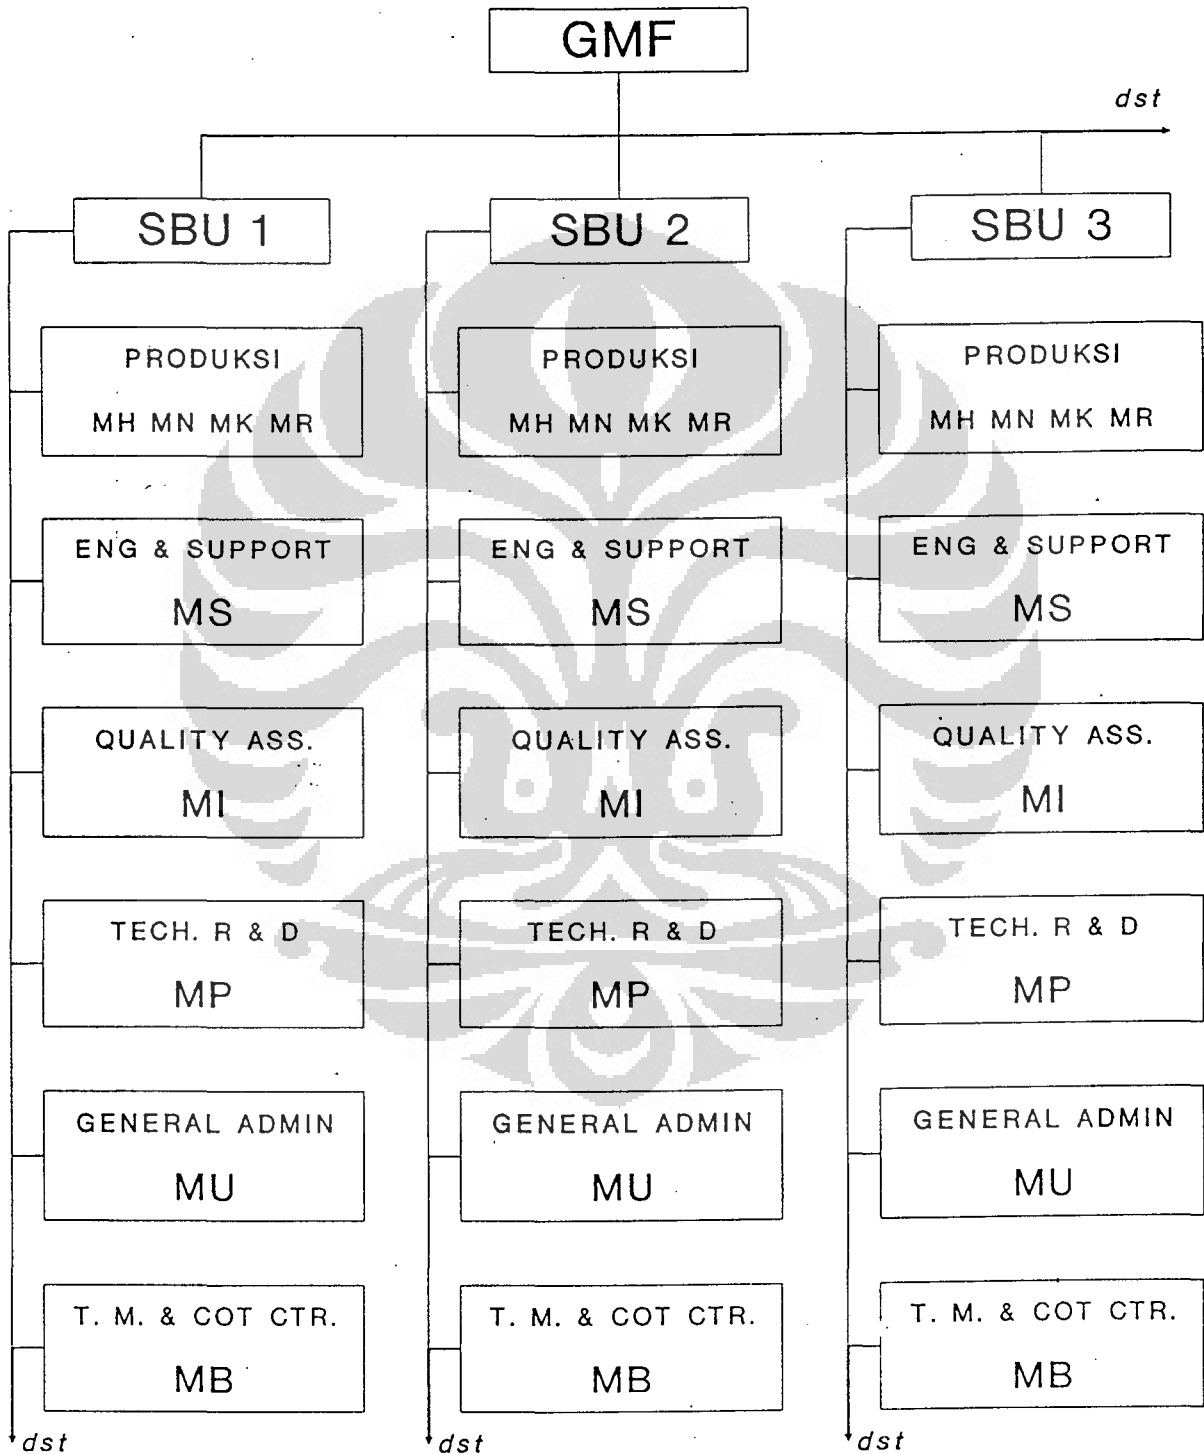 GMF
dst
SBU 1
SBU 2
SBU 3
PRODUKSI
MH MN MK MR
PRODUKSI
MH MN MK MR
PRODUKSI
MH MN MK MR
ENG & SUPPORT
MS
ENG & SUPPORT
MS
ENG & SUPPORT
MS
QUALITY ASS.
MI
QUALITY ASS.
MI
QUALITY ASS.
MI
TECH. R & D
MP
TECH. R & D
MP
TECH. R & D
MP
GENERAL ADMIN
MU
GENERAL ADMIN
MU
GENERAL ADMIN
MU
T. M. & COT CTR.
MB
T. M. & COT CTR.
MB
T. M. & COT CTR.
MB
dst
dst
dst